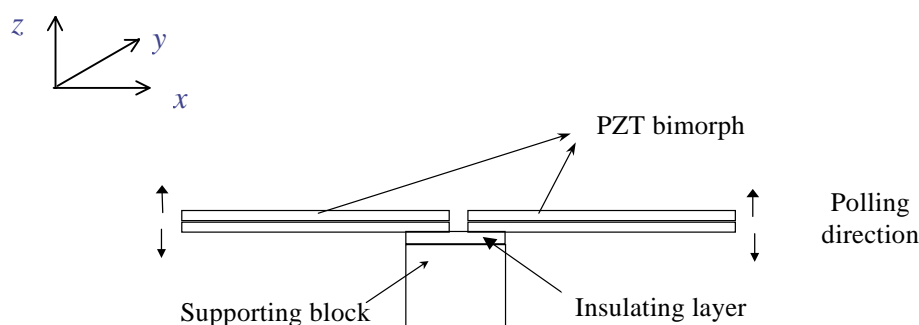 z
y
x
PZT bimorph
Polling
direction
Supporting block
Insulating layer